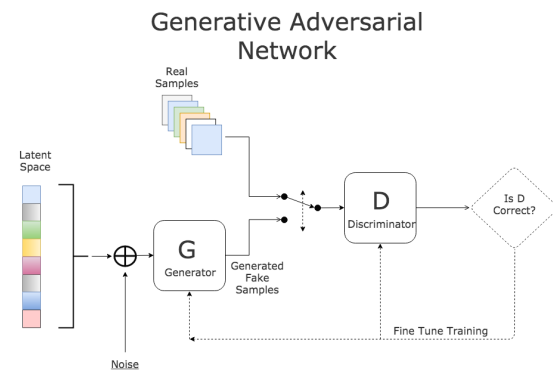 Generative Adversarial
Network
Real
Samples
Latent
Space
G
Generator
Generated
Fake
Samples
D
Discriminator
Is D
Correct?
Fine Tune Training
Noise